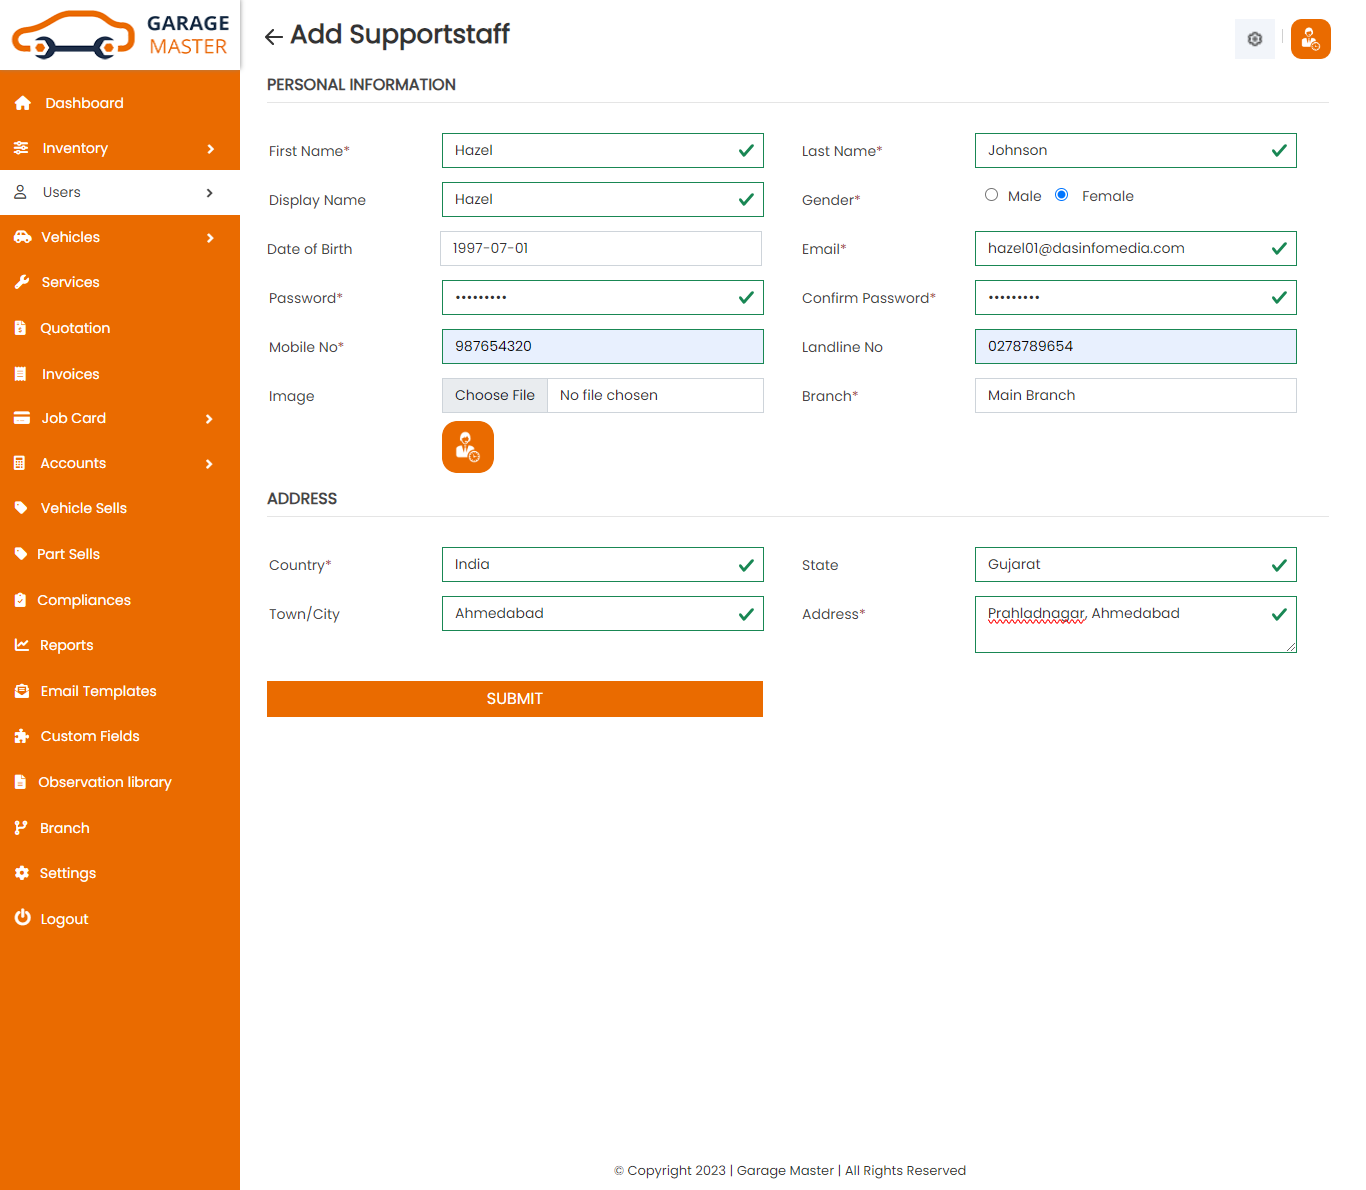 GARAGE
MASTER
Dashboard
Inventory
Users
Vehicles
Services
Quotation
Invoices
Job Card
Accounts
Vehicle Sells
Part Sells
Compliances
Reports
Email Templates
Custom Fields
Observation library
Branch
Settings
Logout
Add Supportstaff
PERSONAL INFORMATION
First Name* Hazel Last Name* Johnson
Display Name Hazel Gender* Male Female
Date of Birth 1997-07-01 Email* hazel01@dasinfomedia.com
Password* ••••••••• Confirm Password* •••••••••
Mobile No* 987654320 Landline No 0278789654
Image Choose File No file chosen Branch* Main Branch
ADDRESS
Country* India State Gujarat
Town/City Ahmedabad Address* Prahladnagar, Ahmedabad
SUBMIT
© Copyright 2023 | Garage Master | All Rights Reserved